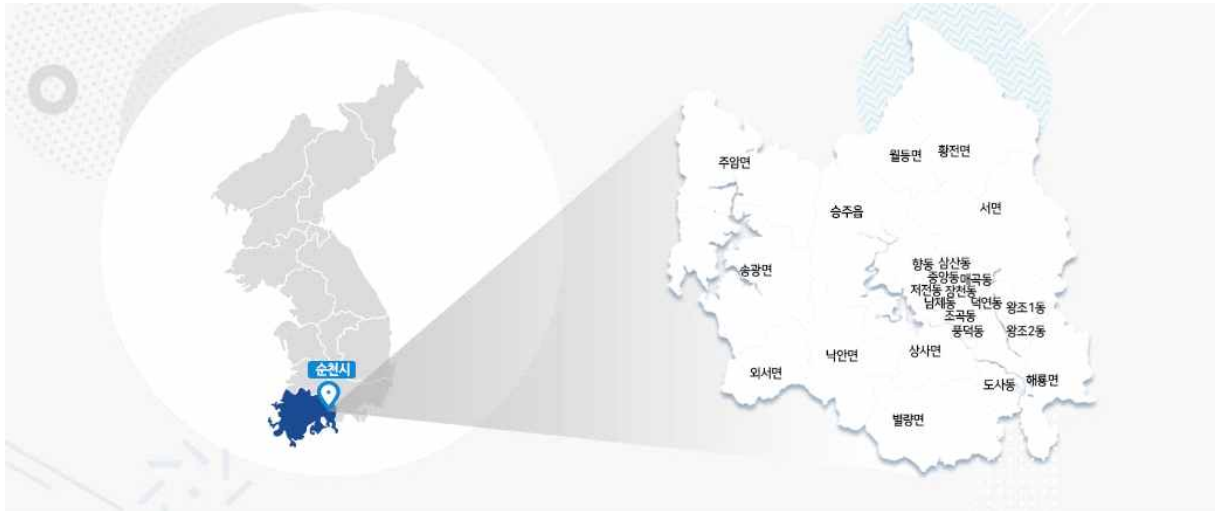 순천시
주암면
월등면
황전면
승주읍
서면
송광면
향동
삼산동
중앙동
매곡동
저전동
장천동
남제동
덕연동
왕조1동
조곡동
풍덕동
왕조2동
낙안면
상사면
외서면
도사동
해룡면
별량면